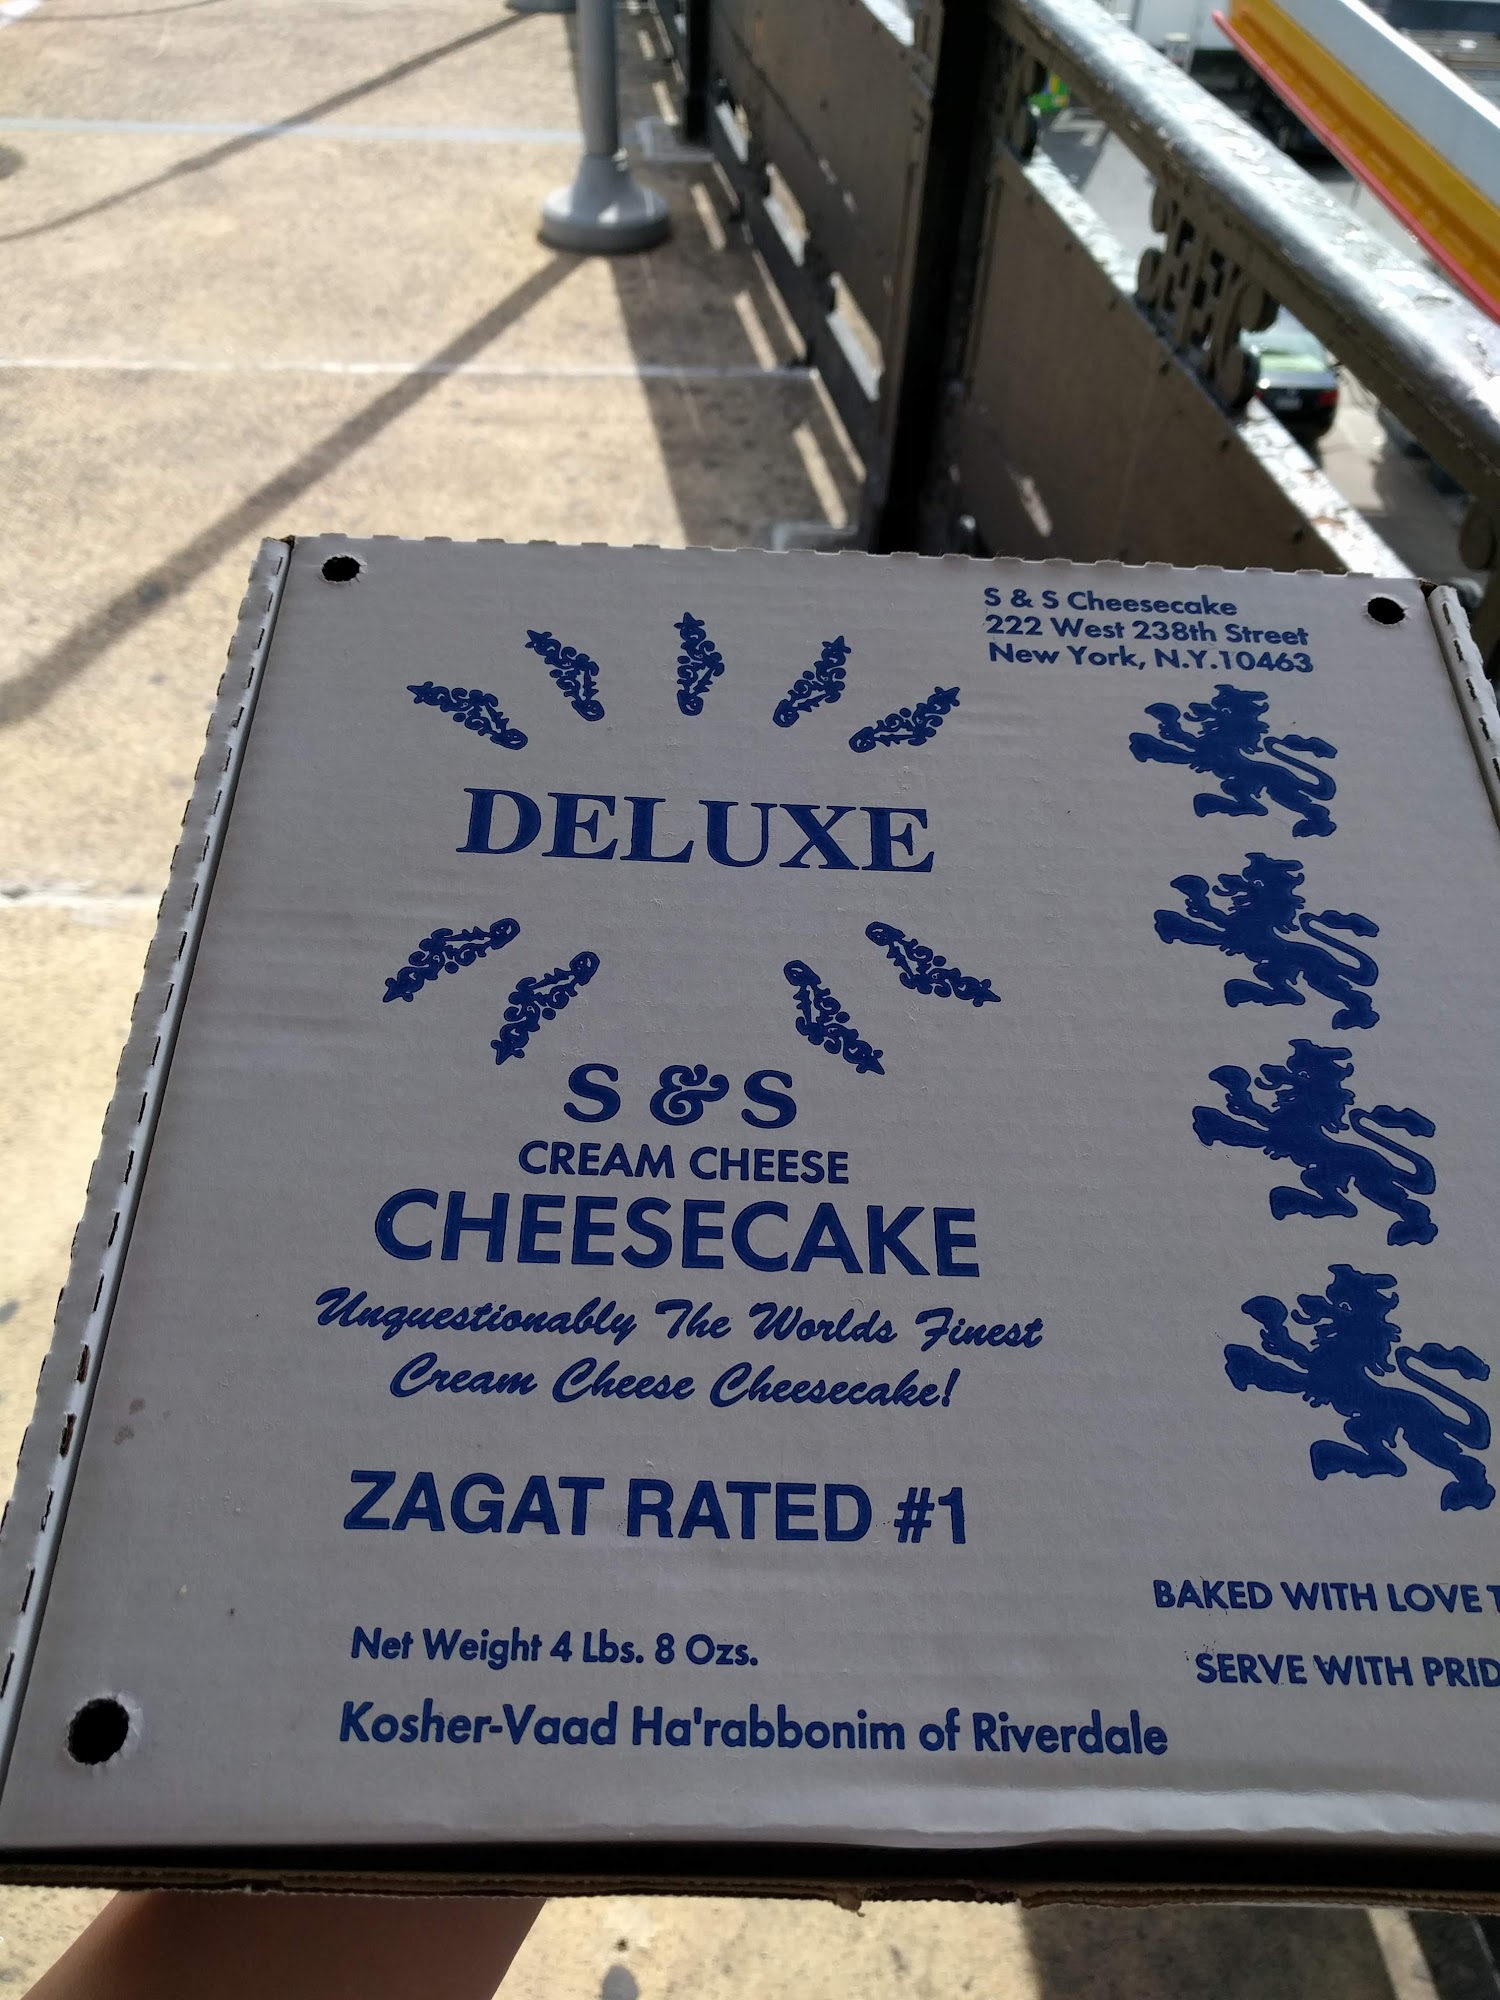 S & S Cheesecake
222 West 238th Street
New York, N.Y.10463
DELUXE
S & S
CREAM CHEESE
CHEESECAKE
Unquestionably The Worlds Finest
Cream Cheese Cheesecake!
ZAGAT RATED #1
BAKED WITH LOVE
SERVE WITH
Net Weight 4 Lbs. 8 Ozs.
Kosher-Vaad Ha'rabbonim of Riverdale